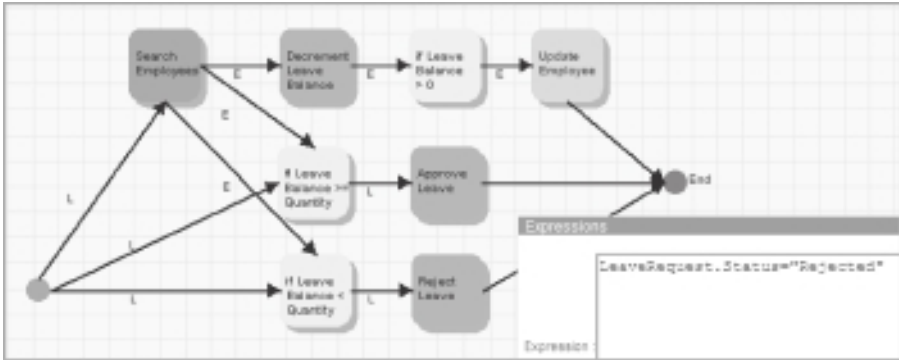 Search
Employees
Decrement
Leave
Balance
If Leave
Balance
> 0
Update
Employee
E
E
E
E
If Leave
Balance >=
Quantity
Approve
Leave
L
E
End
L
L
Expressions
LeaveRequest.Status="Rejected"
If Leave
Balance <
Quantity
Reject
Leave
L
L
Expression :